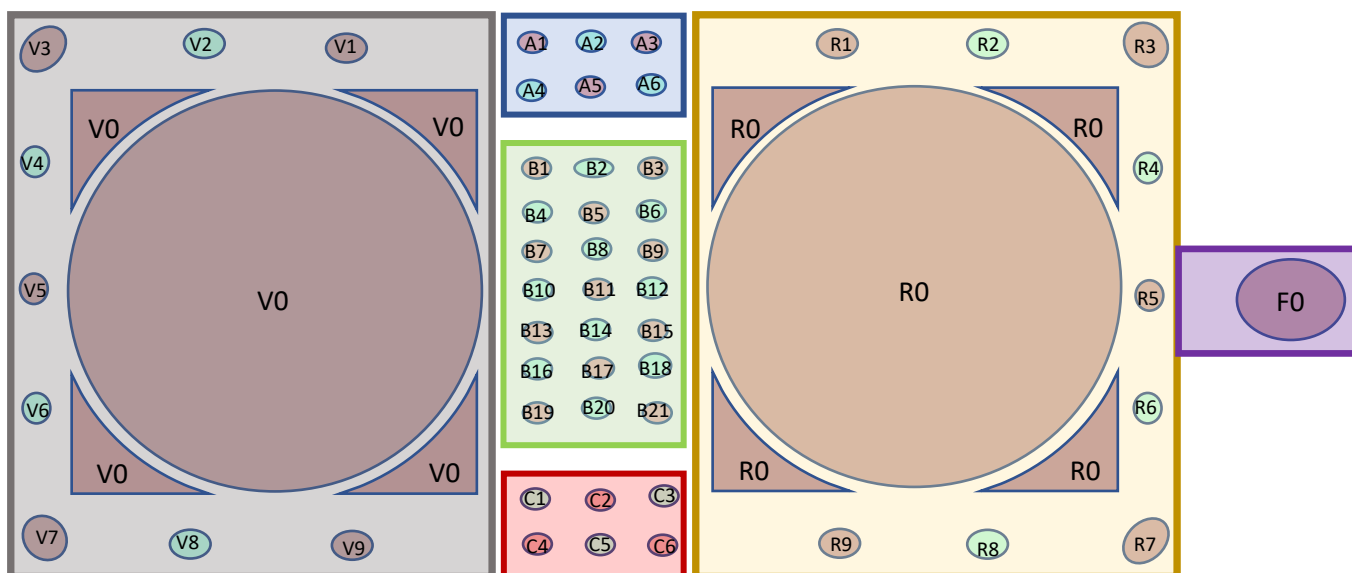 V3 V2 V1
V0 V0
V4
V5
V0
V6
V0 V0
V7 V8 V9
A1 A2 A3
A4 A5 A6
B1 B2 B3
B4 B5 B6
B7 B8 B9
B10 B11 B12
B13 B14 B15
B16 B17 B18
B19 B20 B21
C1 C2 C3
C4 C5 C6
R1 R2 R3
R0 R0
R4
R0
R5
R6
R0 R0
R9 R8 R7
F0